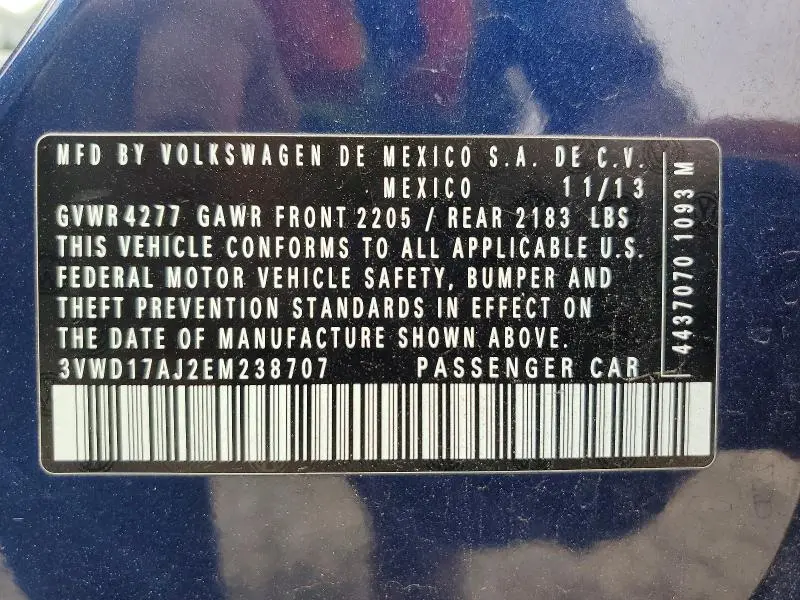 MFD BY VOLKSWAGEN DE MEXICO S.A. DE C.V.
MEXICO 11/13
GVWR 4277 GAWR FRONT 2205 / REAR 2183 LBS
THIS VEHICLE CONFORMS TO ALL APPLICABLE U.S.
FEDERAL MOTOR VEHICLE SAFETY, BUMPER AND
THEFT PREVENTION STANDARDS IN EFFECT ON
THE DATE OF MANUFACTURE SHOWN ABOVE.
3VWD17AJ2EM238707 PASSENGER CAR
4437070 1093 M